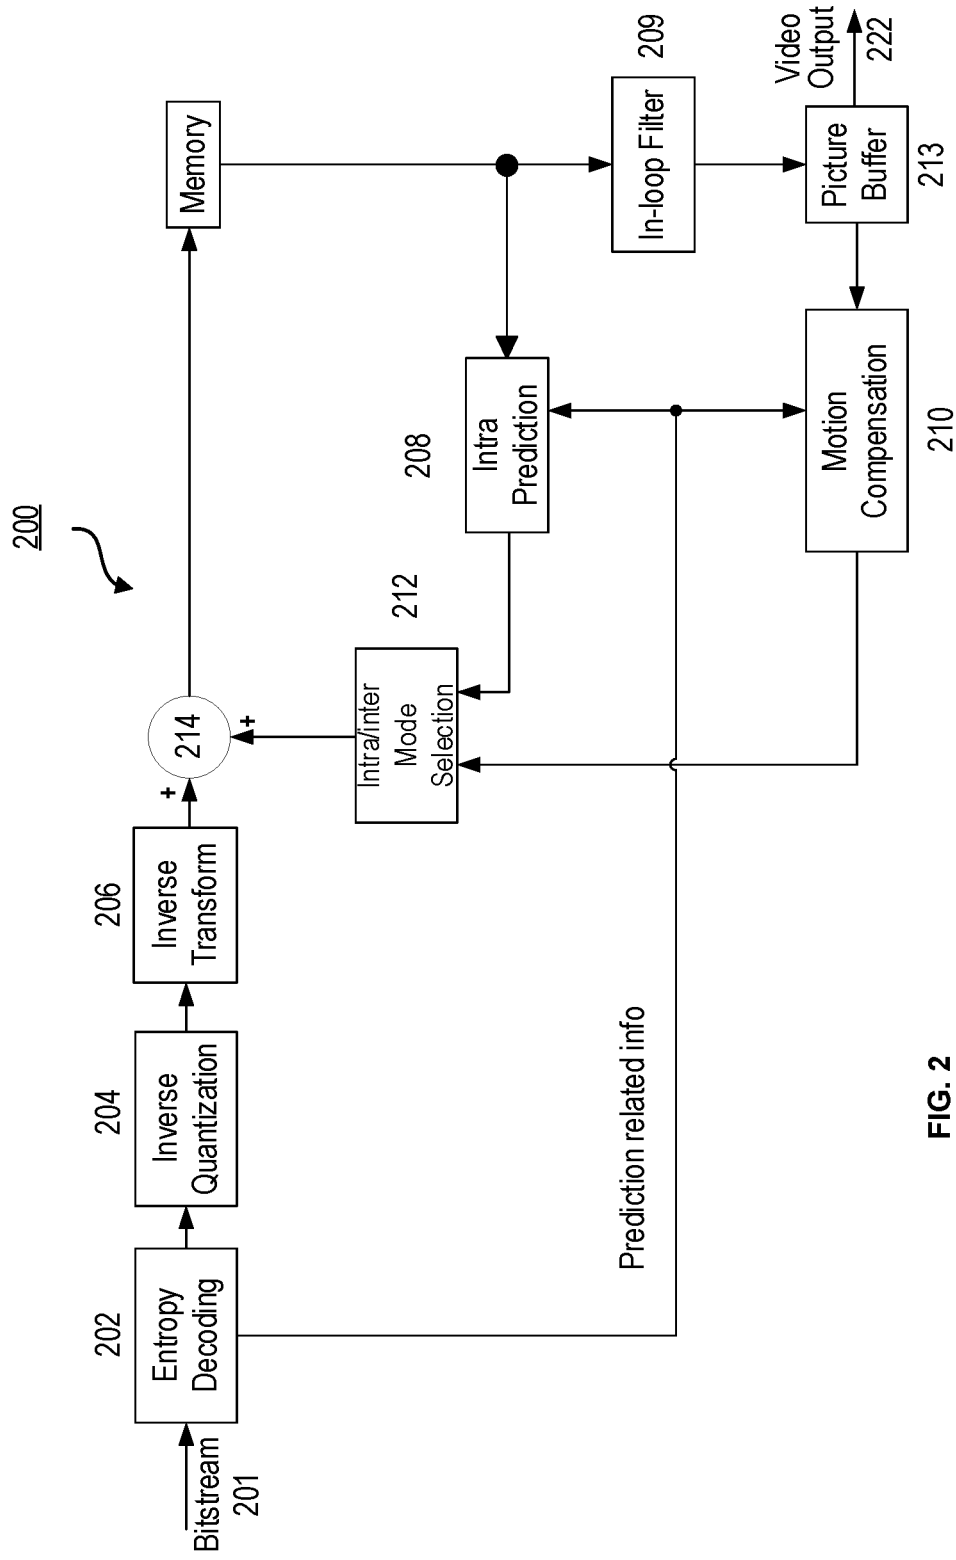 200
Bitstream
201
202
Entropy
Decoding
204
Inverse
Quantization
206
Inverse
Transform
+
214
+
Memory
212
Intra/inter
Mode
Selection
208
Intra
Prediction
Prediction related info
In-loop Filter
209
Motion
Compensation
210
Picture
Buffer
213
Video
Output
222
FIG. 2